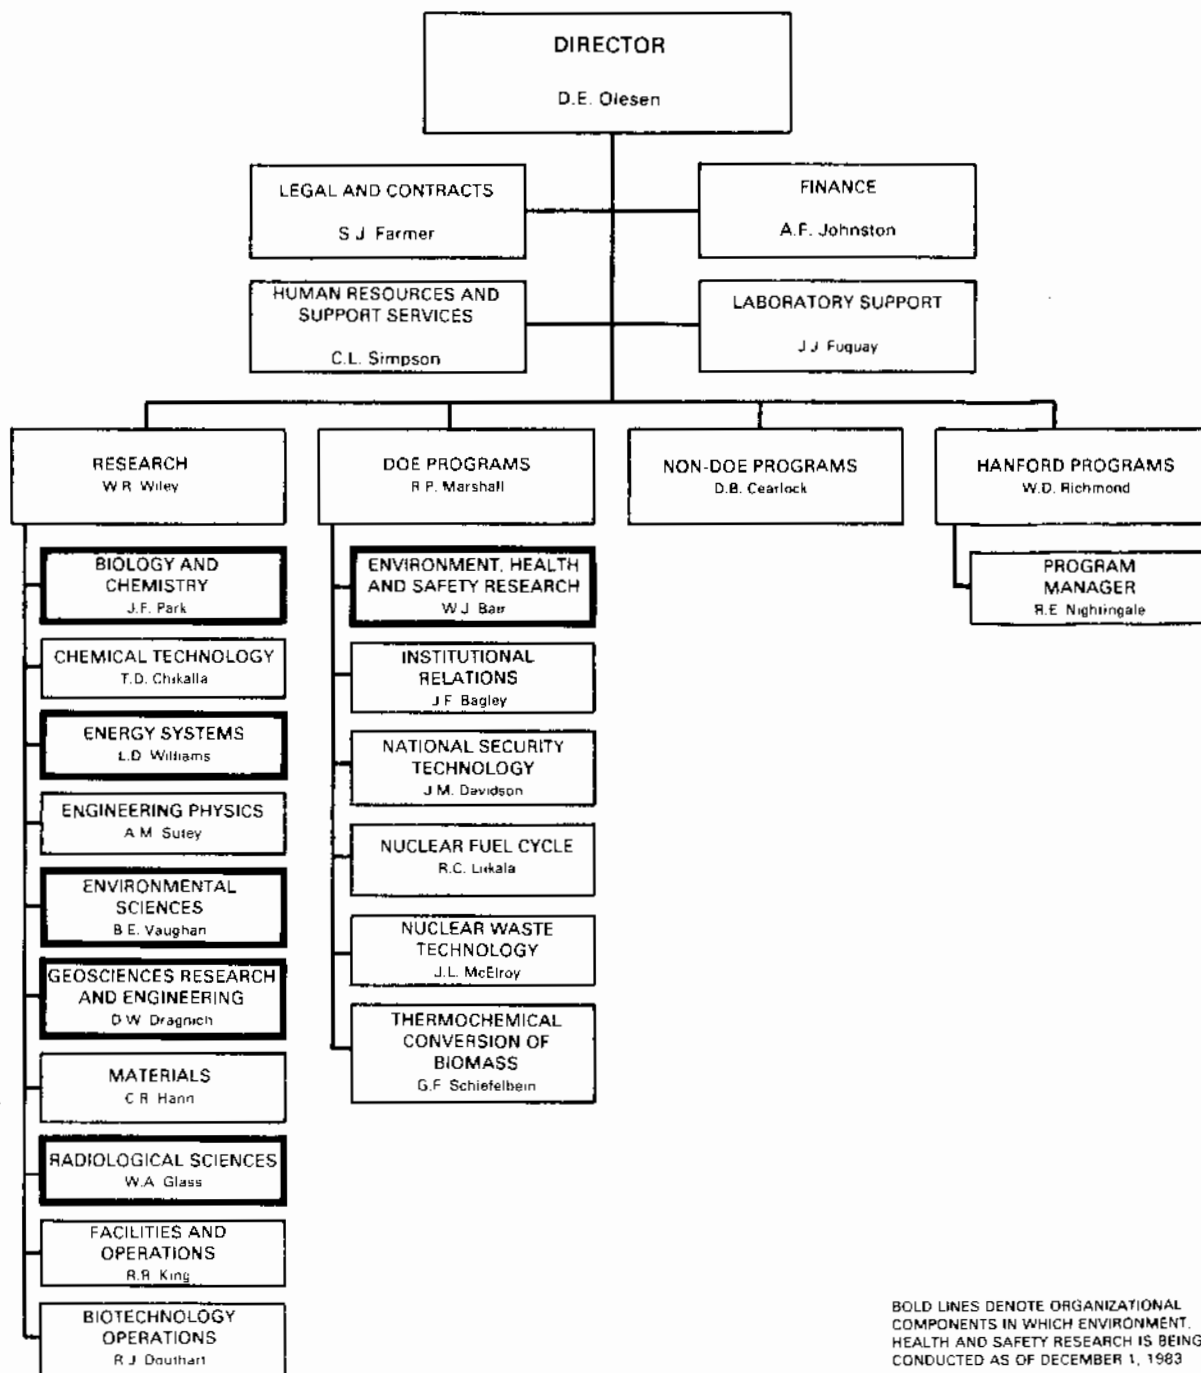 DIRECTOR
D.E. Olesen
LEGAL AND CONTRACTS
S.J. Farmer
FINANCE
A.F. Johnston
HUMAN RESOURCES AND
SUPPORT SERVICES
C.L. Simpson
LABORATORY SUPPORT
J.J. Fuquay
RESEARCH
W.R. Wiley
DOE PROGRAMS
R.P. Marshall
NON-DOE PROGRAMS
D.B. Cearlock
HANFORD PROGRAMS
W.D. Richmond
BIOLOGY AND
CHEMISTRY
J.F. Park
CHEMICAL TECHNOLOGY
T.D. Chikalla
ENERGY SYSTEMS
L.D. Williams
ENGINEERING PHYSICS
A.M. Sutey
ENVIRONMENTAL
SCIENCES
B.E. Vaughan
GEOSCIENCES RESEARCH
AND ENGINEERING
D.W. Dragnich
MATERIALS
C.R. Hann
RADIOLOGICAL SCIENCES
W.A. Glass
FACILITIES AND
OPERATIONS
R.R. King
BIOTECHNOLOGY
OPERATIONS
R.J. Douthart
ENVIRONMENT, HEALTH
AND SAFETY RESEARCH
W.J. Bair
INSTITUTIONAL
RELATIONS
J.F. Bagley
NATIONAL SECURITY
TECHNOLOGY
J.M. Davidson
NUCLEAR FUEL CYCLE
R.C. Liikala
NUCLEAR WASTE
TECHNOLOGY
J.L. McElroy
THERMOCHEMICAL
CONVERSION OF
BIOMASS
G.F. Schiefelbein
PROGRAM
MANAGER
R.E. Nightingale
BOLD LINES DENOTE ORGANIZATIONAL
COMPONENTS IN WHICH ENVIRONMENT,
HEALTH AND SAFETY RESEARCH IS BEING
CONDUCTED AS OF DECEMBER 1, 1983